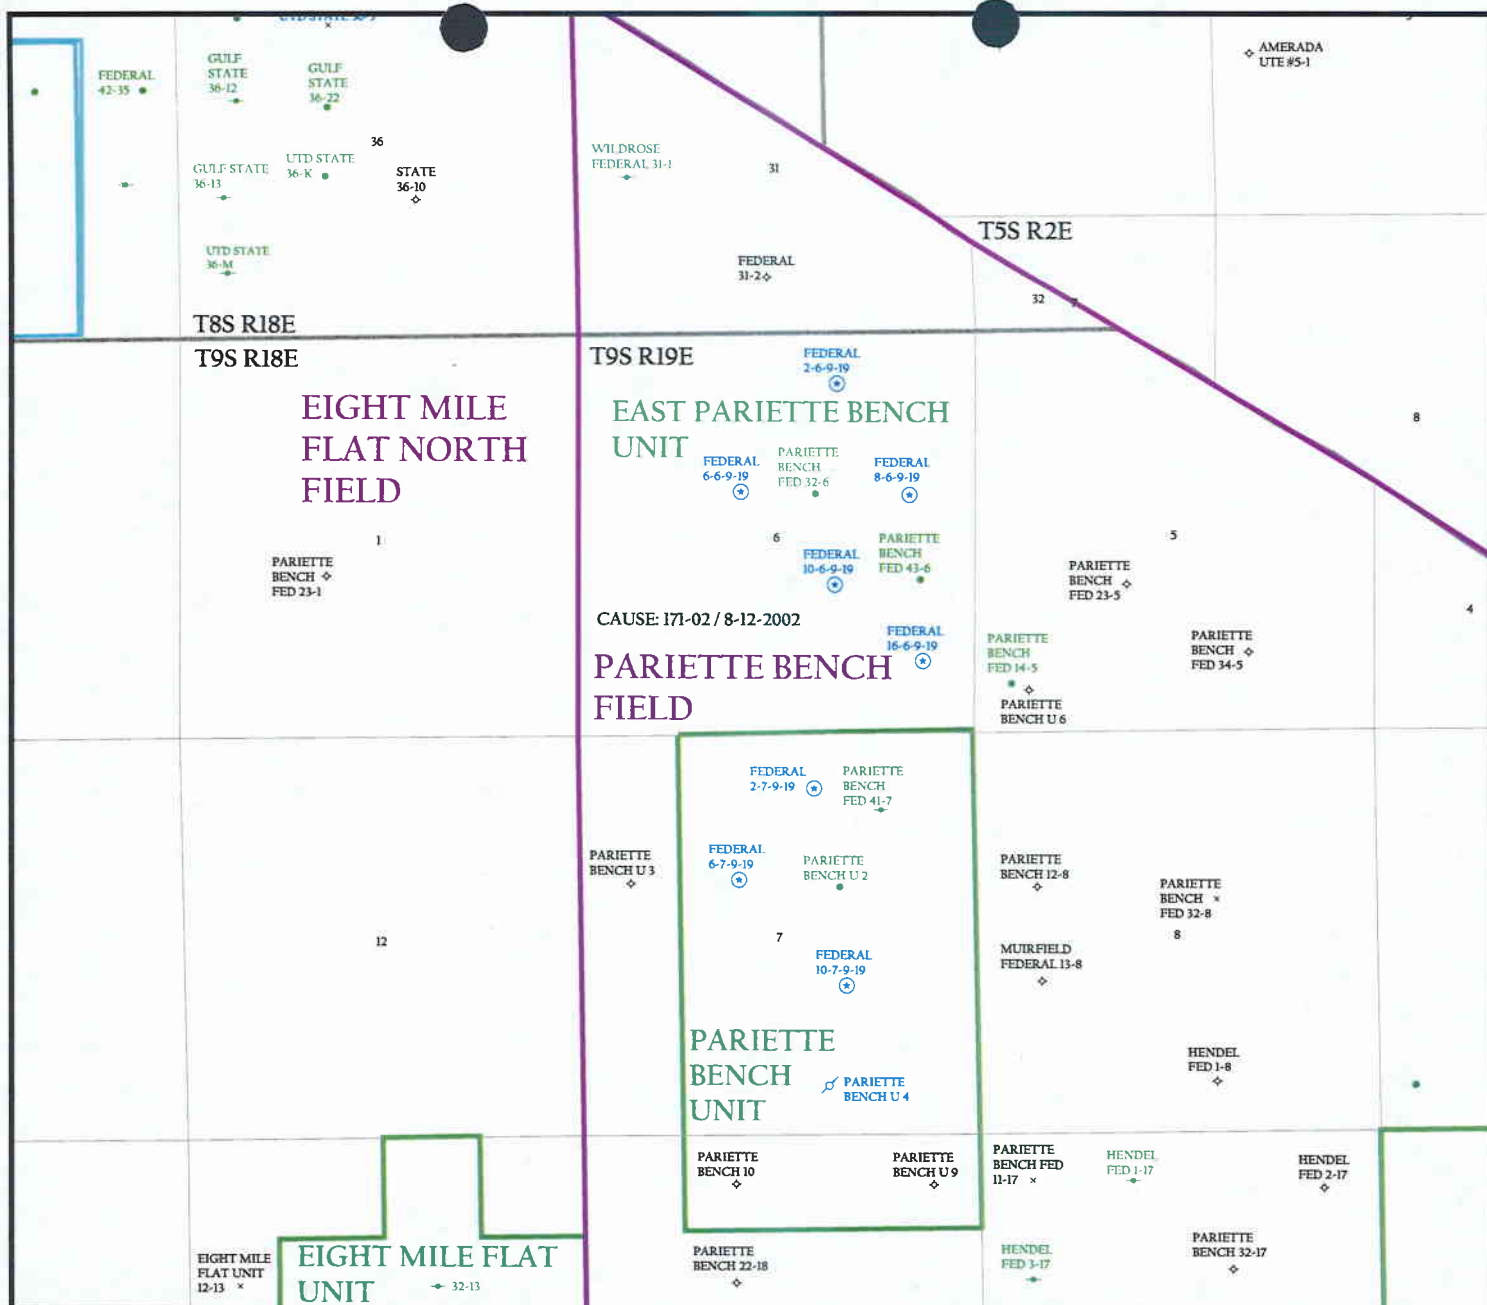 FEDERAL
42-35
GULF
STATE
36-12
GULF
STATE
36-22
36
GULF STATE
36-13
UTD STATE
36-K
STATE
36-10
UTD STATE
36-M
WILDROSE
FEDERAL 31-1
31
FEDERAL
31-2
AMERADA
UTE #5-1
T5S R2E
32
7
T8S R18E
T9S R18E
T9S R19E
FEDERAL
2-6-9-19
EIGHT MILE
FLAT NORTH
FIELD
EAST PARIETTE BENCH
UNIT
FEDERAL
6-6-9-19
PARIETTE
BENCH
FED 32-6
FEDERAL
8-6-9-19
8
1
PARIETTE
BENCH
FED 23-1
6
FEDERAL
10-6-9-19
PARIETTE
BENCH
FED 43-6
5
PARIETTE
BENCH
FED 23-5
4
CAUSE: 171-02 / 8-12-2002
FEDERAL
16-6-9-19
PARIETTE BENCH
FIELD
PARIETTE
BENCH
FED 14-5
PARIETTE
BENCH U 6
PARIETTE
BENCH
FED 34-5
FEDERAL
2-7-9-19
PARIETTE
BENCH
FED 41-7
PARIETTE
BENCH U 3
FEDERAL
6-7-9-19
PARIETTE
BENCH U 2
PARIETTE
BENCH 12-8
PARIETTE
BENCH
FED 32-8
12
7
8
FEDERAL
10-7-9-19
MUIRFIELD
FEDERAL 13-8
PARIETTE
BENCH
UNIT
PARIETTE
BENCH U 4
HENDEL
FED 1-8
PARIETTE
BENCH 10
PARIETTE
BENCH U 9
PARIETTE
BENCH FED
11-17
HENDEL
FED 1-17
HENDEL
FED 2-17
EIGHT MILE
FLAT UNIT
12-13
EIGHT MILE FLAT
UNIT
32-13
PARIETTE
BENCH 22-18
HENDEL
FED 3-17
PARIETTE
BENCH 32-17